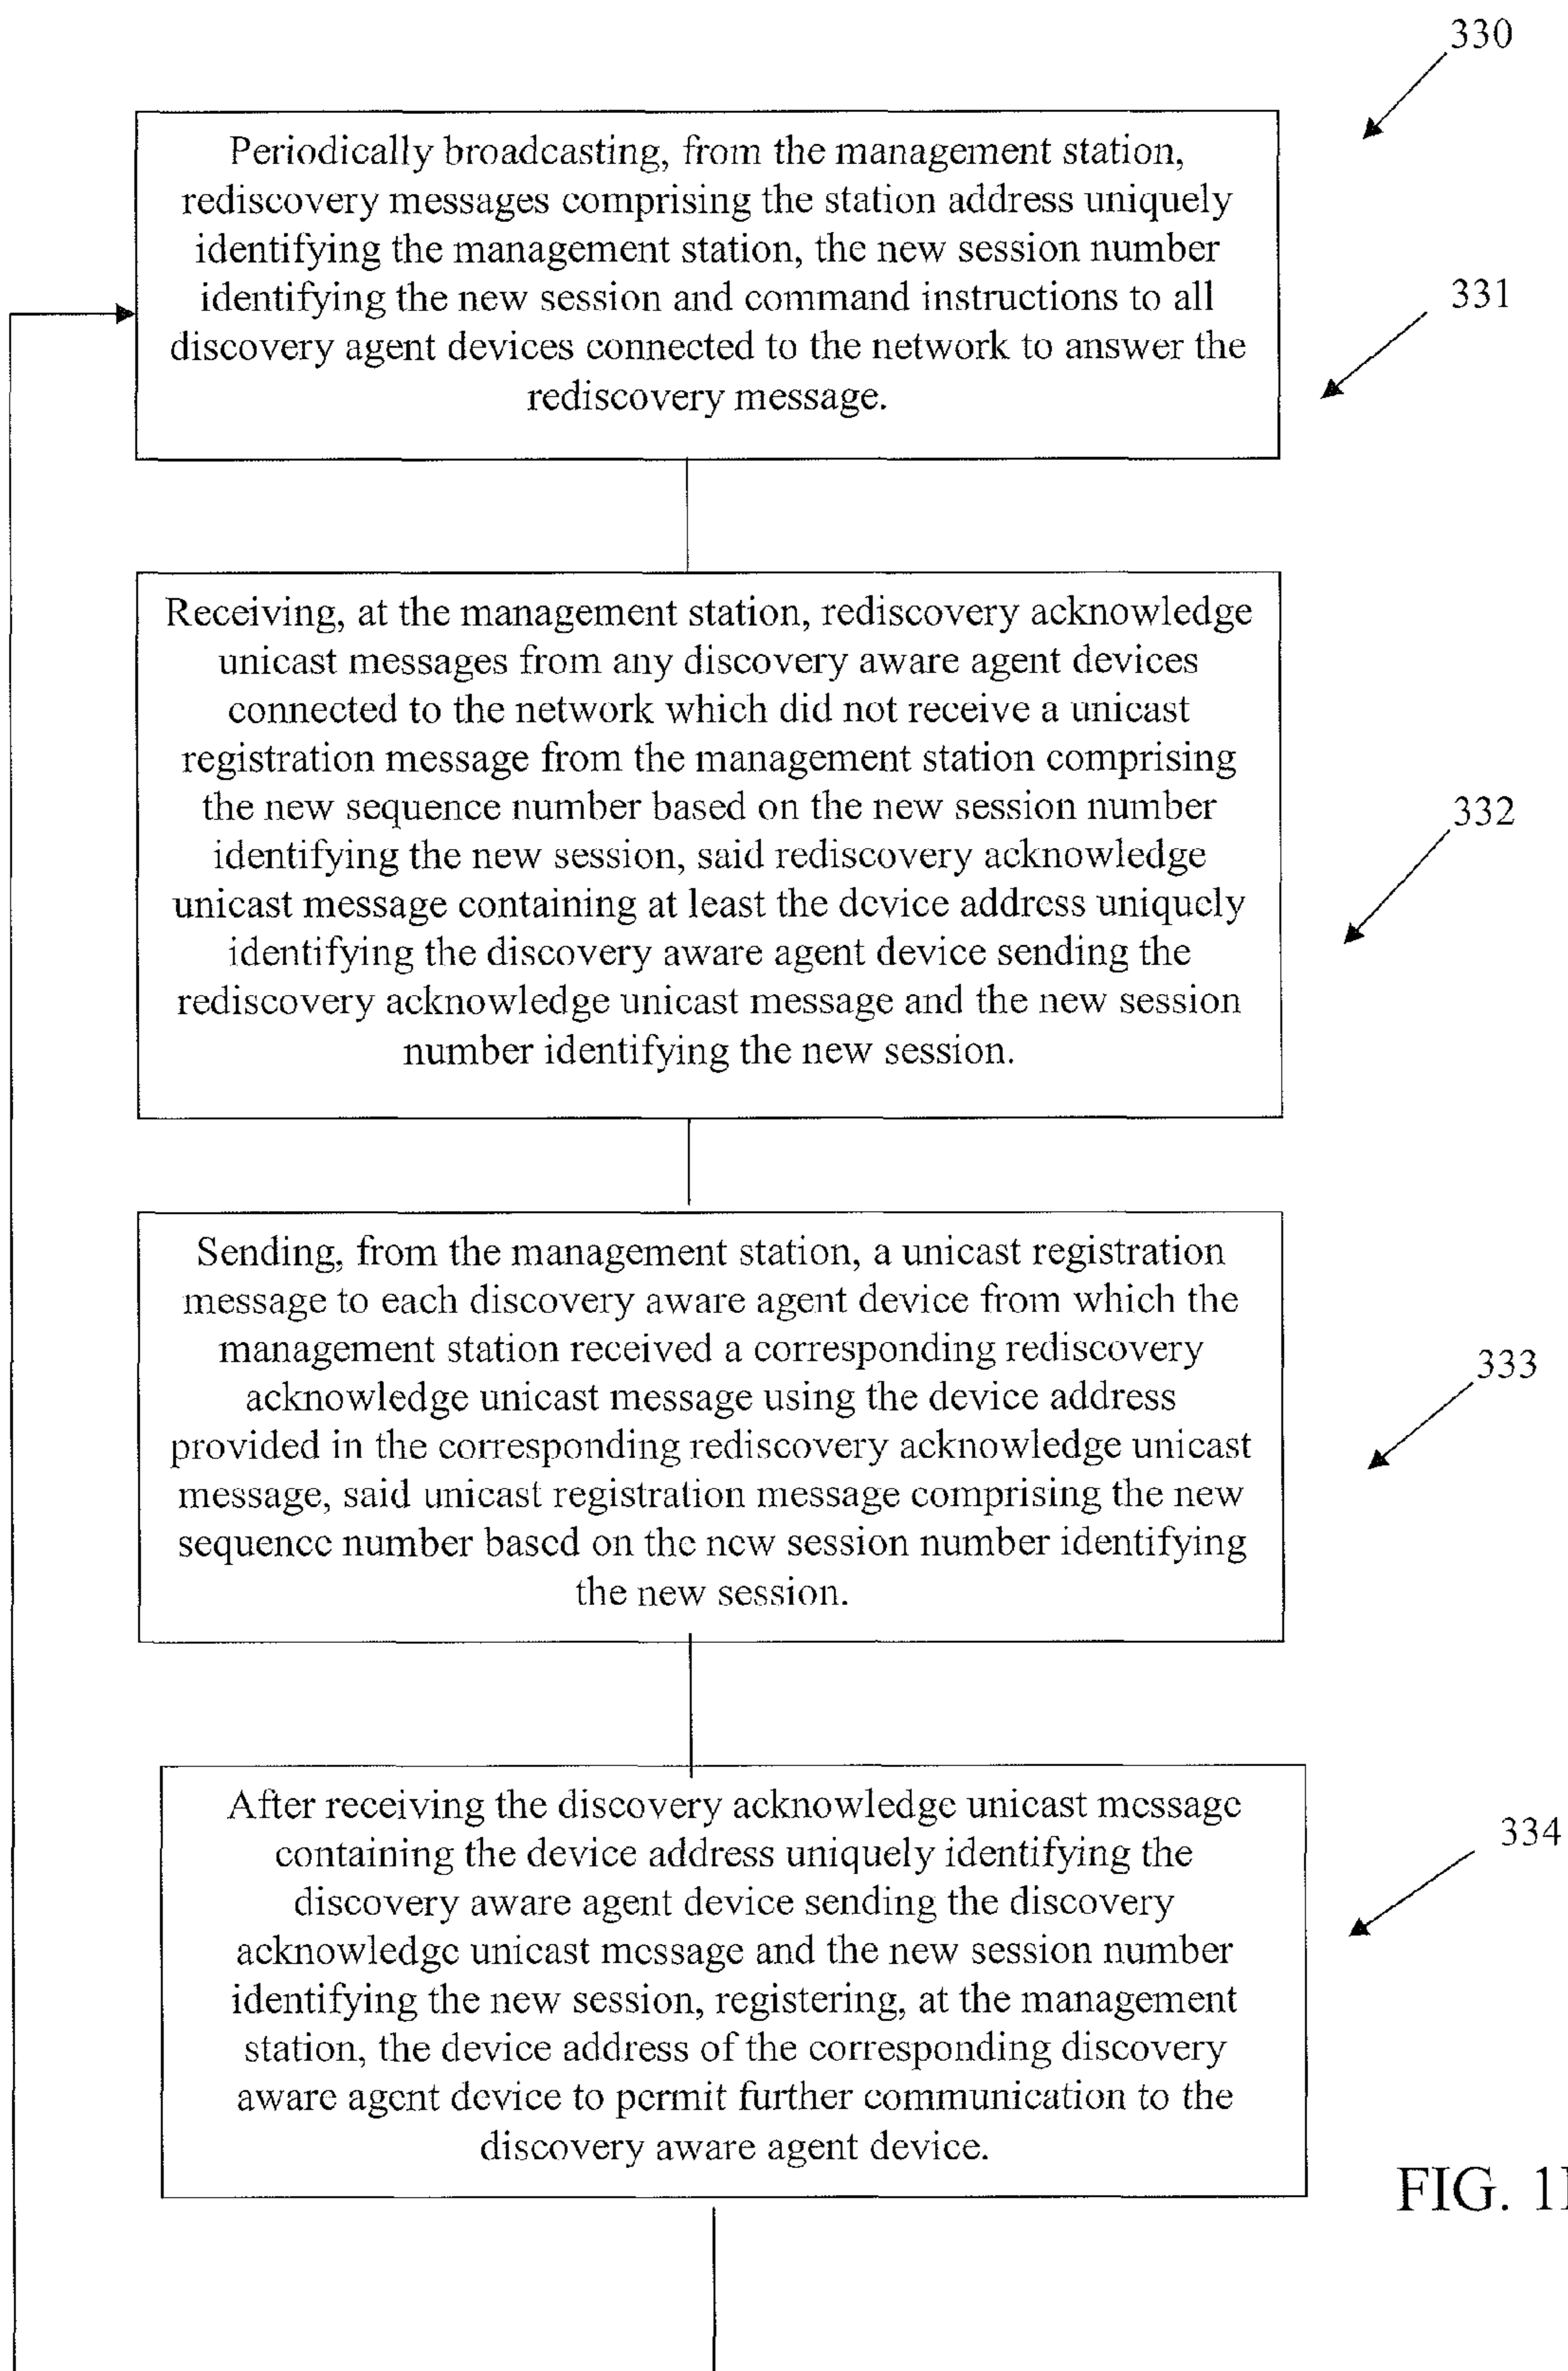 330
Periodically broadcasting, from the management station,
rediscovery messages comprising the station address uniquely
identifying the management station, the new session number
identifying the new session and command instructions to all
discovery agent devices connected to the network to answer the
rediscovery message.
331
Receiving, at the management station, rediscovery acknowledge
unicast messages from any discovery aware agent devices
connected to the network which did not receive a unicast
registration message from the management station comprising
the new sequence number based on the new session number
identifying the new session, said rediscovery acknowledge
unicast message containing at least the device address uniquely
identifying the discovery aware agent device sending the
rediscovery acknowledge unicast message and the new session
number identifying the new session.
332
Sending, from the management station, a unicast registration
message to each discovery aware agent device from which the
management station received a corresponding rediscovery
acknowledge unicast message using the device address
provided in the corresponding rediscovery acknowledge unicast
message, said unicast registration message comprising the new
sequence number based on the new session number identifying
the new session.
333
After receiving the discovery acknowledge unicast message
containing the device address uniquely identifying the
discovery aware agent device sending the discovery
acknowledge unicast message and the new session number
identifying the new session, registering, at the management
station, the device address of the corresponding discovery
aware agent device to permit further communication to the
discovery aware agent device.
334
FIG.